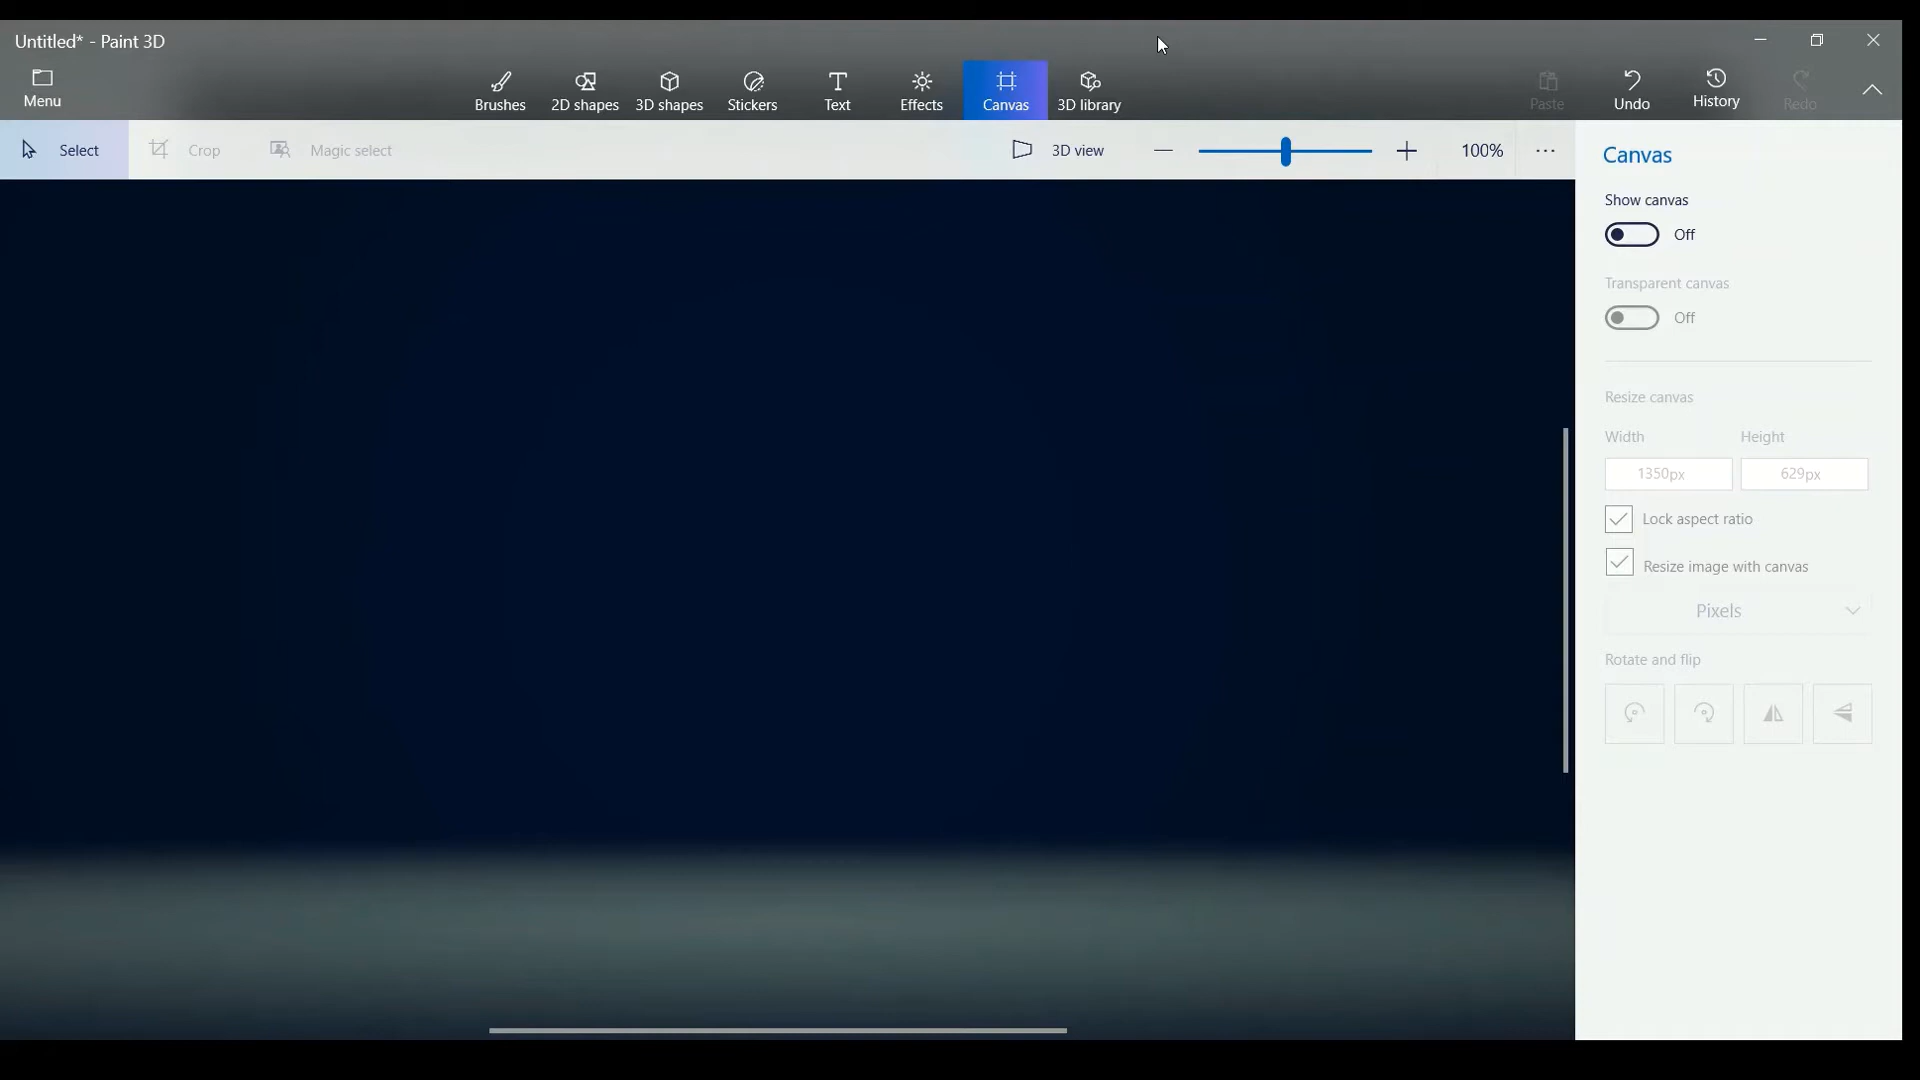 Untitled* - Paint 3D
Menu
Brushes
2D shapes
3D shapes
Stickers
Text
Effects
Canvas
3D library
Paste
Undo
History
Redo
Select
Crop
Magic select
3D view
100%
Canvas
Show canvas
Off
Transparent canvas
Off
Resize canvas
Width Height
1350px 629px
Lock aspect ratio
Resize image with canvas
Pixels
Rotate and flip